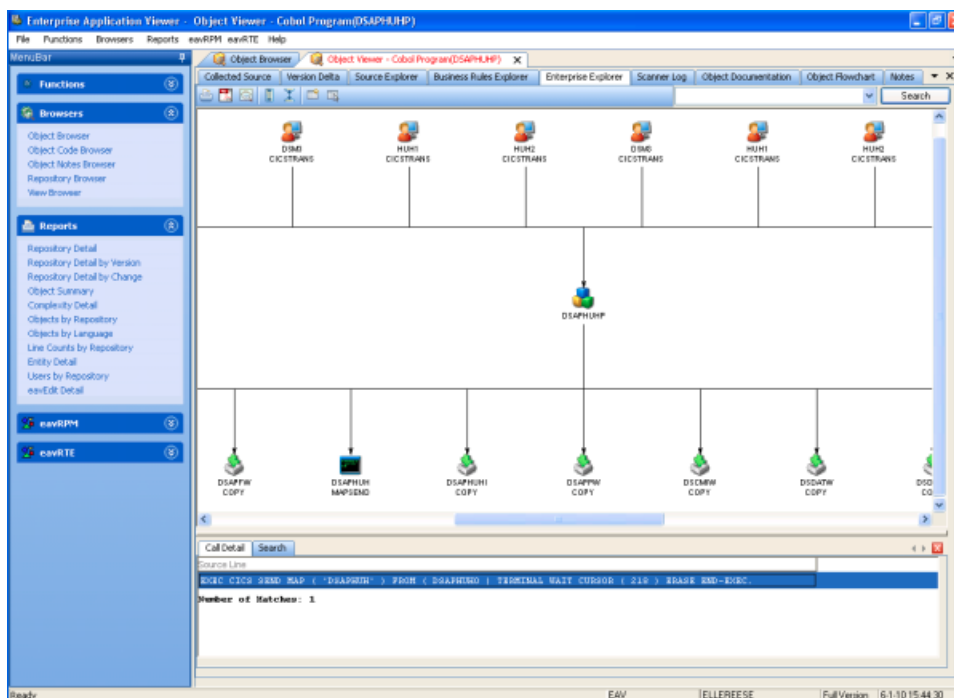 Enterprise Application Viewer - Object Viewer - Cobol Program(DSAPHUHP)
File Functions Browsers Reports eavRPM eavRTE Help
MenuBar
Object Browser Object Viewer - Cobol Program(DSAPHUHP)
Collected Source Version Delta Source Explorer Business Rules Explorer Enterprise Explorer Scanner Log Object Documentation Object Flowchart Notes
Search
Functions
Browsers
Object Browser
Object Code Browser
Object Notes Browser
Repository Browser
View Browser
Reports
Repository Detail
Repository Detail by Version
Repository Detail by Change
Object Summary
Complexity Detail
Objects by Repository
Objects by Language
Line Counts by Repository
Entity Detail
Users by Repository
eavEdit Detail
eavRPM
eavRTE
HUH1 HUH2 HUH1 HUH2
CICSTRANS CICSTRANS CICSTRANS CICSTRANS CICSTRANS CICSTRANS
DSAPHUHP
DSAPHUH DSAPHUH1 DSCMIW DSDATW
COPY MAPSEND COPY COPY COPY COPY
Call Detail Search
Source Line
EXEC CICS SEND MAP ( 'DSAPHUH' ) FROM ( DSAPHUHO ) TERMINAL WAIT CURSOR ( 218 ) ERASE END-EXEC.
Number of Matches: 1
Ready EAV ELLEREESE Full Version 6-1-10 15:44:30